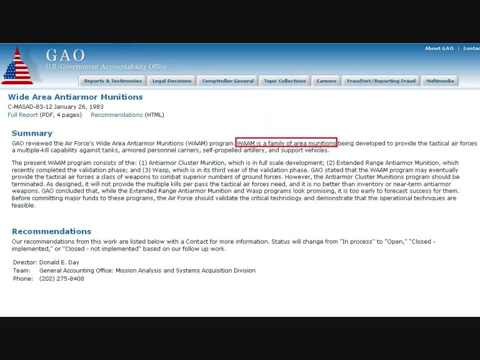 About GAO | Contac
GAO
U.S. Government Accountability Office
Reports & Testimonies Legal Decisions Comptroller General Topic Collections Careers FraudNet/Reporting Fraud Multimedia
Wide Area Antiarmor Munitions
C-MASAD-83-12 January 26, 1983
Full Report (PDF, 4 pages) Recommendations (HTML)
Summary
GAO reviewed the Air Force's Wide Area Antiarmor Munitions (WAAM) program. WAAM is a family of area munitions being developed to provide the tactical air forces
a multiple-kill capability against tanks, armored personnel carriers, self-propelled artillery, and support vehicles.
The present WAAM program consists of the: (1) Antiarmor Cluster Munition, which is in full scale development; (2) Extended Range Antiarmor Munition, which
recently completed the validation phase; and (3) Wasp, which is in its third year of the validation phase. GAO stated that the WAAM program may eventually
provide the tactical air forces a class of weapons to combat superior numbers of ground forces. However, the Antiarmor Cluster Munitions program should be
terminated. As designed, it will not provide the multiple kills per pass the tactical air forces need, and it is no better than inventory or near-term antiarmor
weapons. GAO concluded that, while the Extended Range Antiarmor Munition and Wasp programs look promising, it is too early to forecast success for them.
Before committing major funds to these programs, the Air Force should validate the critical technology and demonstrate that the operational techniques are
feasible.
Recommendations
Our recommendations from this work are listed below with a Contact for more information. Status will change from "In process" to "Open," "Closed -
implemented," or "Closed - not implemented" based on our follow up work.
Director: Donald E. Day
Team: General Accounting Office: Mission Analysis and Systems Acquisition Division
Phone: (202) 275-8408